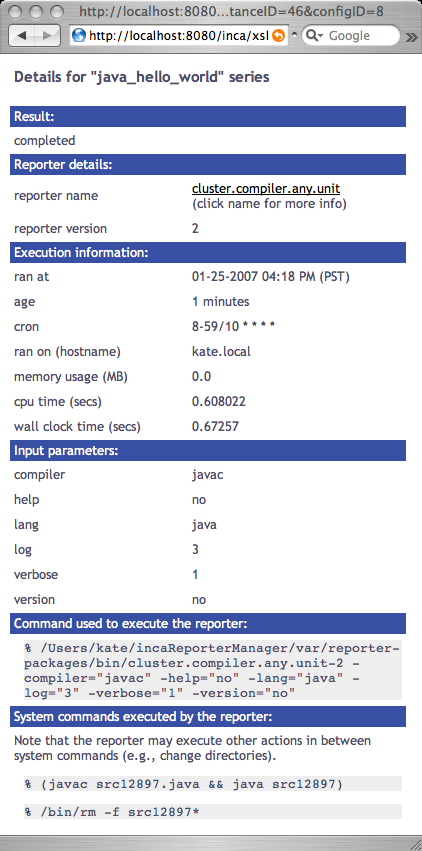 http://localhost:8080...tanceID=46&configID=8
http://localhost:8080/inca/xsl
Google
Details for "java_hello_world" series
Result:
completed
Reporter details:
reporter name cluster.compiler.any.unit
(click name for more info)
reporter version 2
Execution information:
ran at 01-25-2007 04:18 PM (PST)
age 1 minutes
cron 8-59/10 * * * *
ran on (hostname) kate.local
memory usage (MB) 0.0
cpu time (secs) 0.608022
wall clock time (secs) 0.67257
Input parameters:
compiler javac
help no
lang java
log 3
verbose 1
version no
Command used to execute the reporter:
% /Users/kate/incaReporterManager/var/reporter-
packages/bin/cluster.compiler.any.unit-2 -
compiler="javac" -help="no" -lang="java" -
log="3" -verbose="1" -version="no"
System commands executed by the reporter:
Note that the reporter may execute other actions in between
system commands (e.g., change directories).
% (javac src12897.java && java src12897)
% /bin/rm -f src12897*